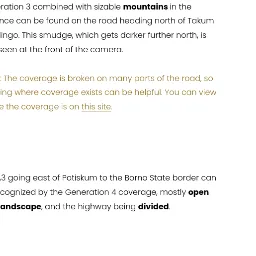 ration 3 combined with sizable mountains in the
nce can be found on the road heading north of Takum
ingo. This smudge, which gets darker further north, is
seen at the front of the camera.
: The coverage is broken on many parts of the road, so
ing where coverage exists can be helpful. You can view
e the coverage is on this site.
3 going east of Potiskum to the Borno State border can
cognized by the Generation 4 coverage, mostly open
andscape, and the highway being divided.